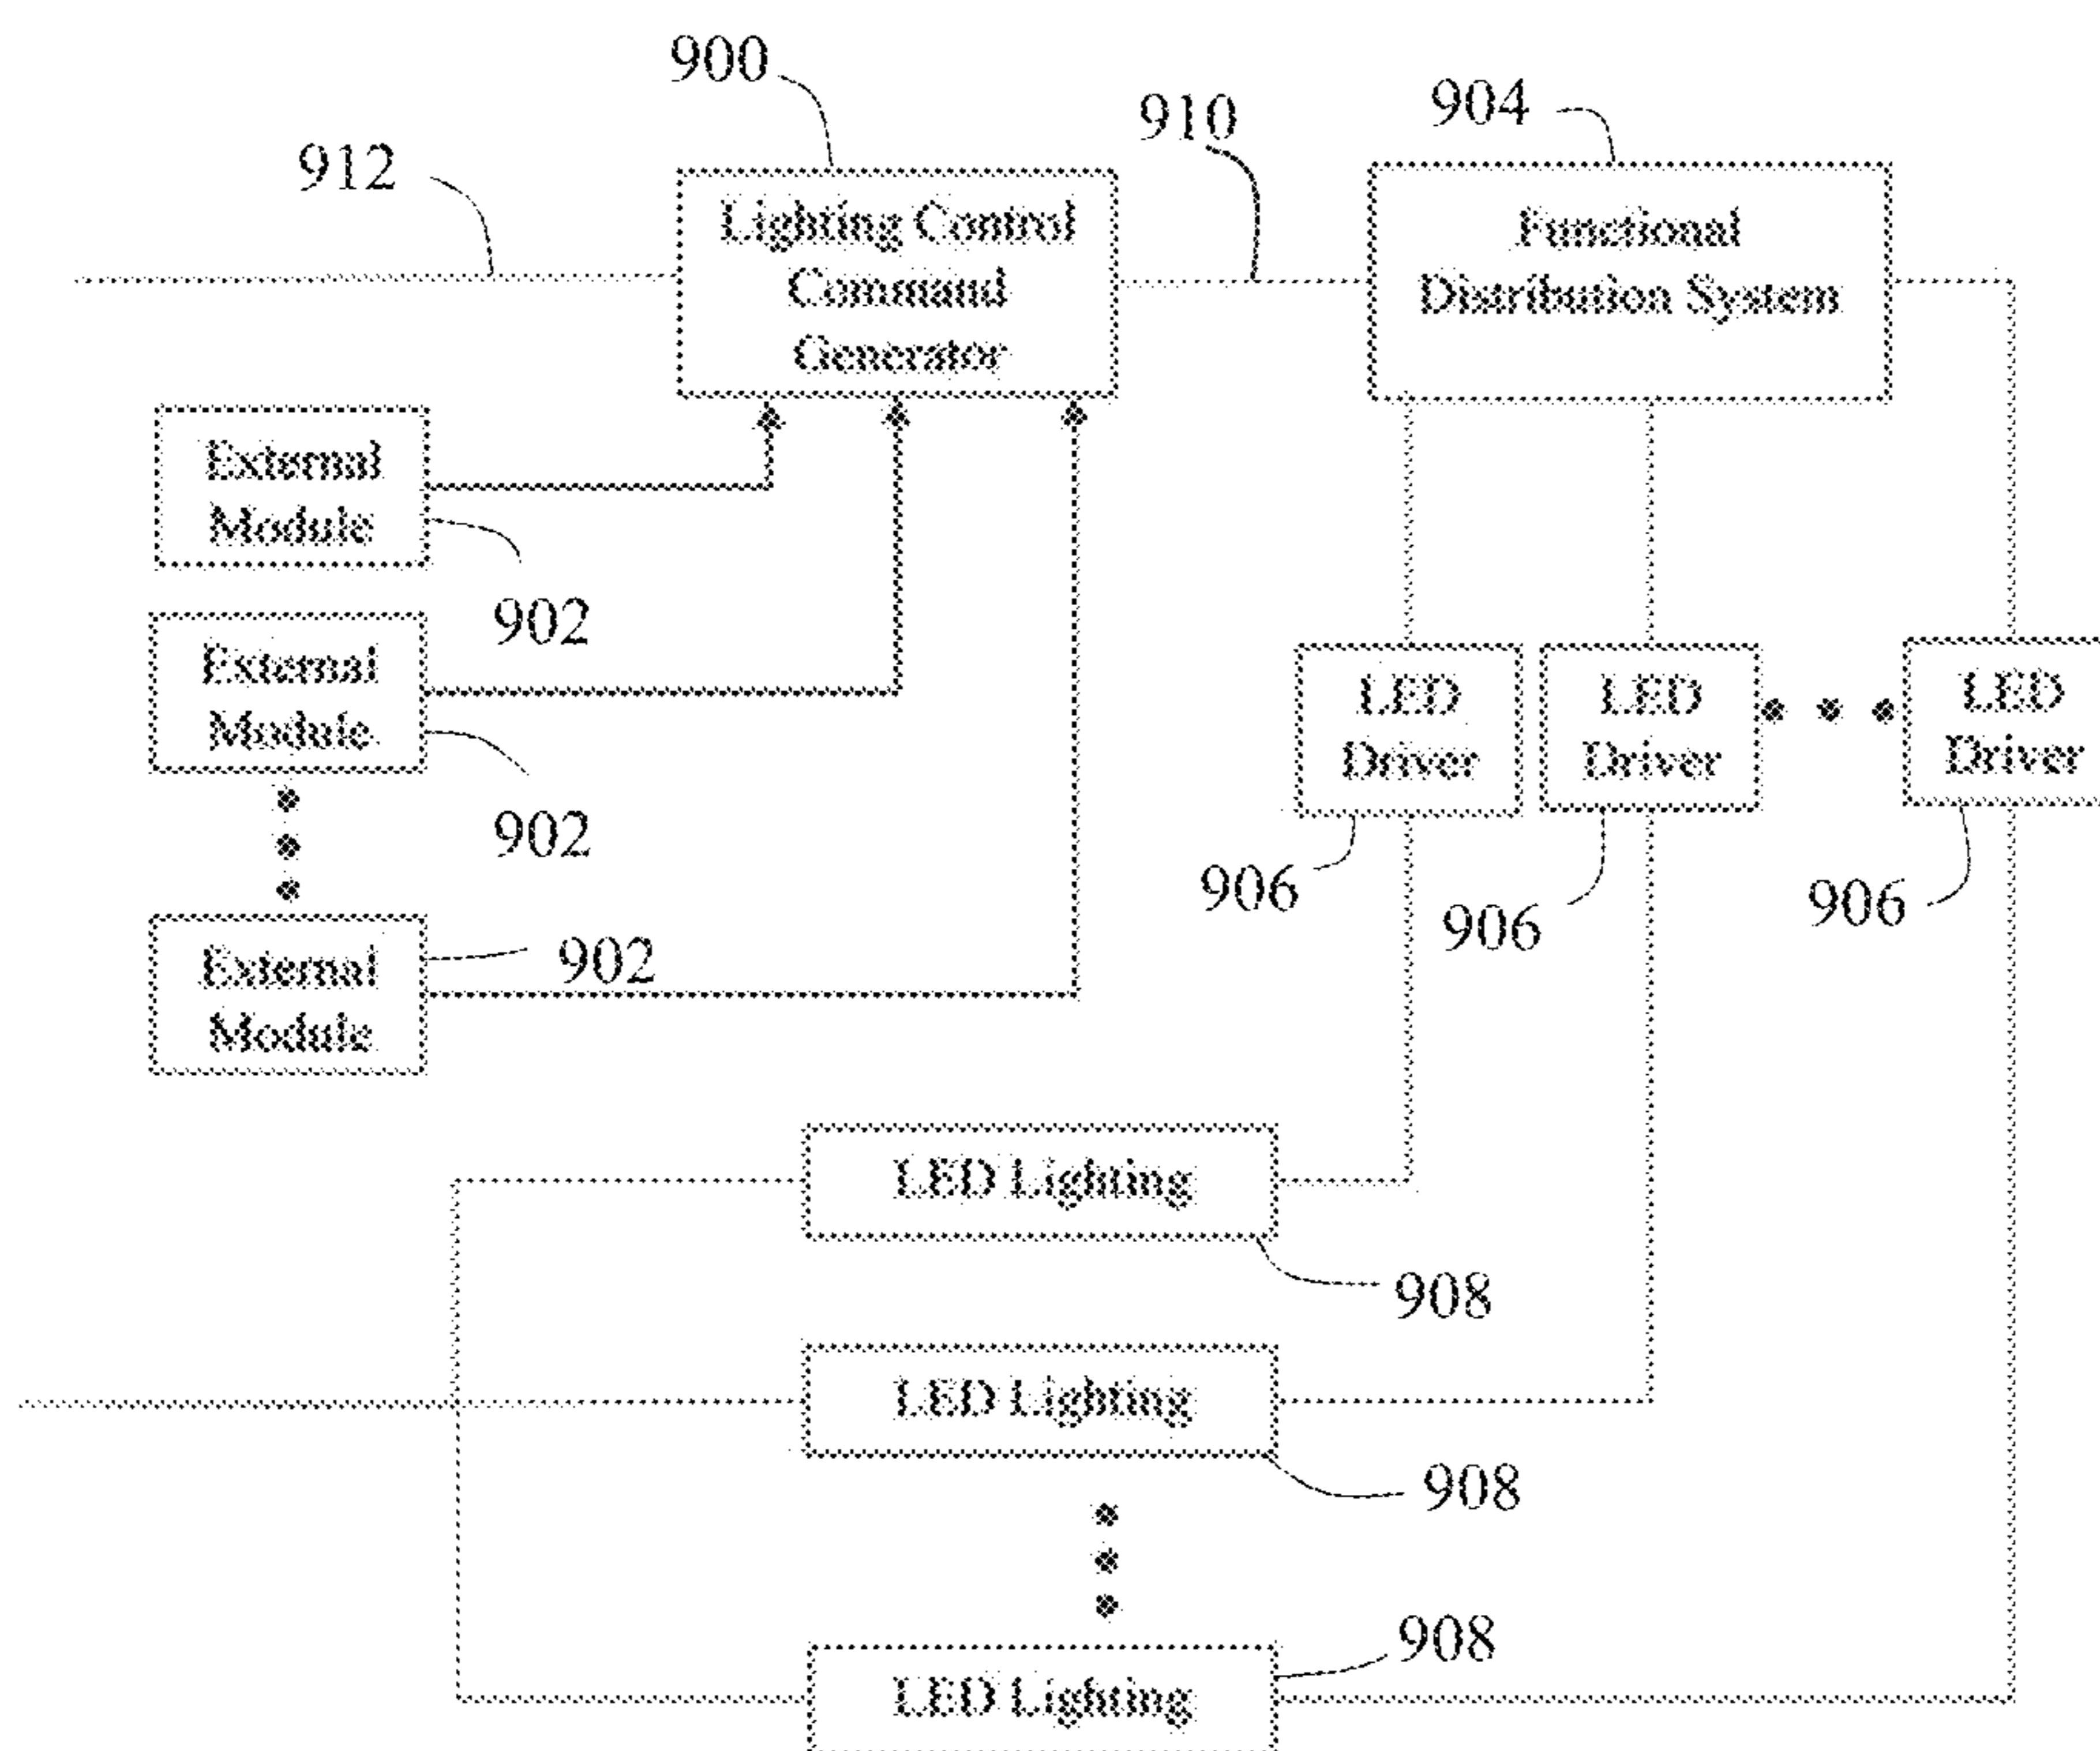 900
904
910
912
Lighting Control
Command
Generator
Functional
Distribution System
External
Module
902
External
Module
902
External
Module
902
LED
Driver
LED
Driver
LED
Driver
906
906
906
LED Lighting
908
LED Lighting
908
LED Lighting
908